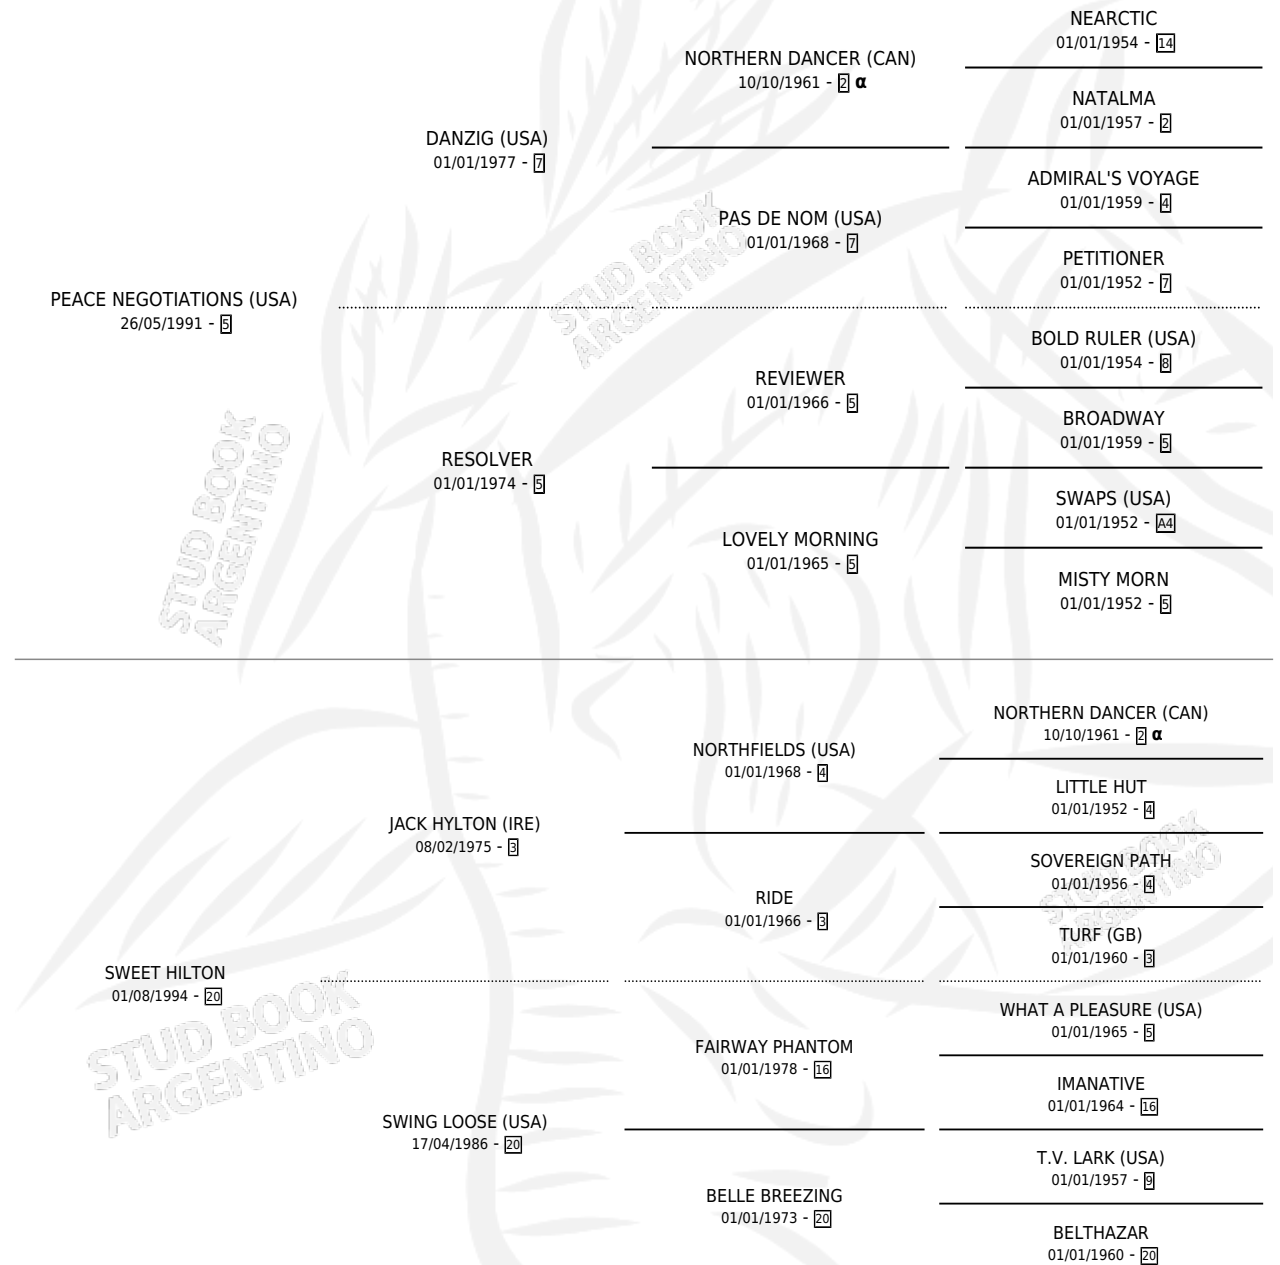 NEARCTIC
01/01/1954 - 14
NORTHERN DANCER (CAN)
10/10/1961 - 2 α
NATALMA
01/01/1957 - 2
DANZIG (USA)
01/01/1977 - 7
ADMIRAL'S VOYAGE
01/01/1959 - 4
PAS DE NOM (USA)
01/01/1968 - 7
PETITIONER
01/01/1952 - 7
PEACE NEGOTIATIONS (USA)
26/05/1991 - 5
BOLD RULER (USA)
01/01/1954 - 8
REVIEWER
01/01/1966 - 5
BROADWAY
01/01/1959 - 5
RESOLVER
01/01/1974 - 5
SWAPS (USA)
01/01/1952 - A4
LOVELY MORNING
01/01/1965 - 5
MISTY MORN
01/01/1952 - 5
NORTHERN DANCER (CAN)
10/10/1961 - 2 α
NORTHFIELDS (USA)
01/01/1968 - 4
LITTLE HUT
01/01/1952 - 4
JACK HYLTON (IRE)
08/02/1975 - 3
SOVEREIGN PATH
01/01/1956 - 4
RIDE
01/01/1966 - 3
TURF (GB)
01/01/1960 - 3
SWEET HILTON
01/08/1994 - 20
WHAT A PLEASURE (USA)
01/01/1965 - 5
FAIRWAY PHANTOM
01/01/1978 - 16
IMANATIVE
01/01/1964 - 16
SWING LOOSE (USA)
17/04/1986 - 20
T.V. LARK (USA)
01/01/1957 - 9
BELLE BREEZING
01/01/1973 - 20
BELTHAZAR
01/01/1960 - 20
STUD BOOK
ARGENTINO
STUD BOOK
ARGENTINO
STUD BOOK
ARGENTINO
STUD BOOK
ARGENTINO